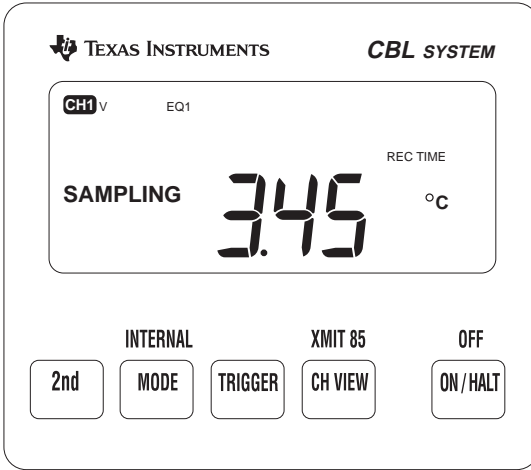 TEXAS INSTRUMENTS CBL SYSTEM
CH1 V EQ1
REC TIME
SAMPLING 3.45 °C
INTERNAL XMIT 85 OFF
2nd MODE TRIGGER CH VIEW ON / HALT